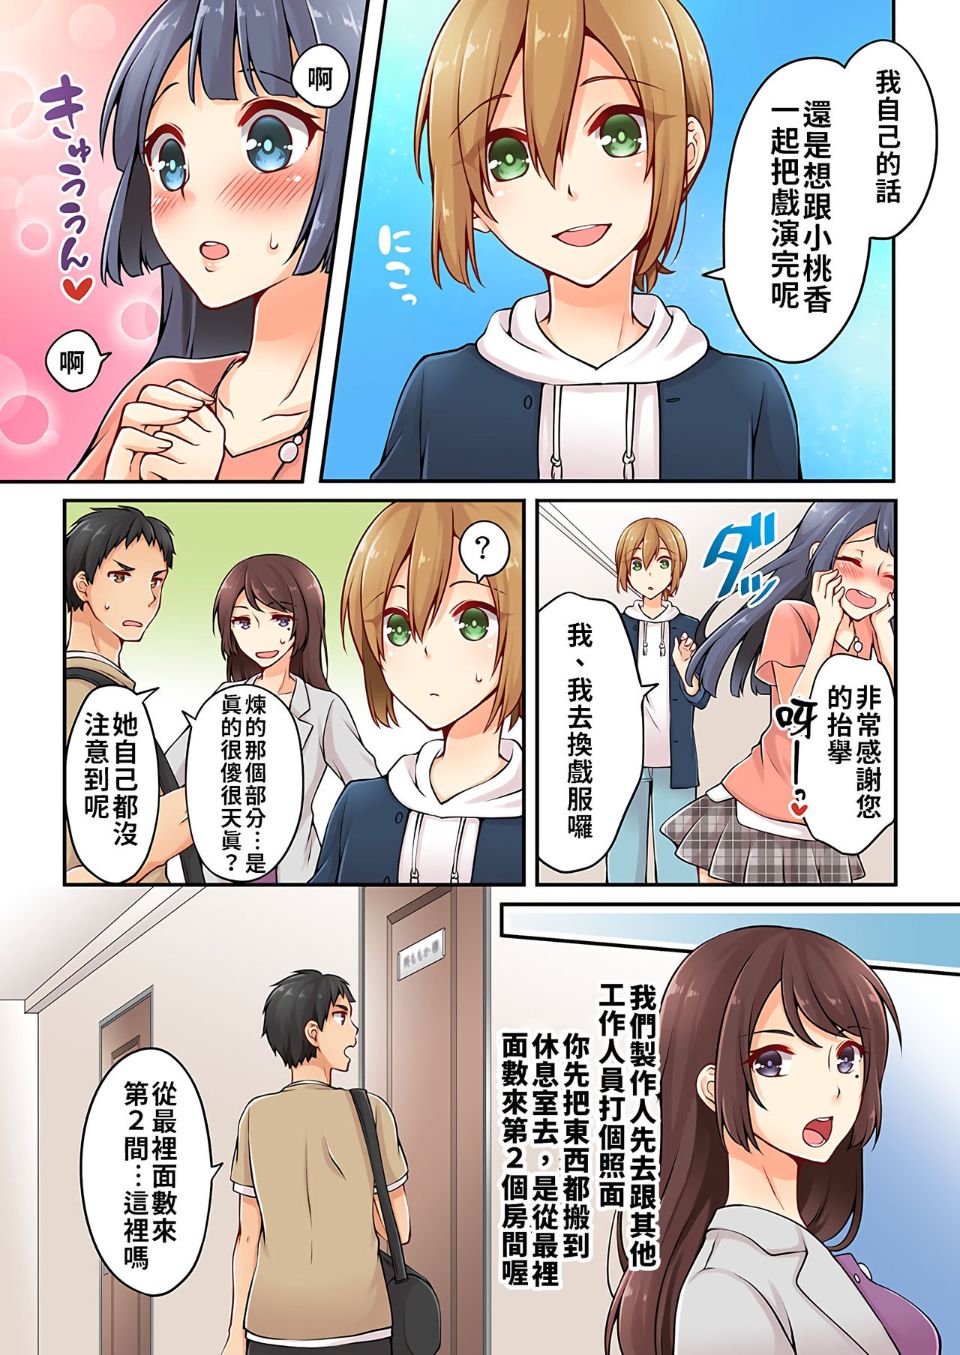 我自己的話
還是想跟小桃香
一起把戲演完呢
にこっ
啊
きゅううん♥
啊
ダッ
非常感謝您
的抬舉
呀—♥
我、我去換戲服囉
？
煉的那個部分…是
真的很傻很天真？
她自己都沒
注意到呢
我們製作人先去跟其他
工作人員打個照面
你先把東西都搬到
休息室去，是從最裡
面數來第２個房間喔
從最裡面數來
第２間…這裡嗎